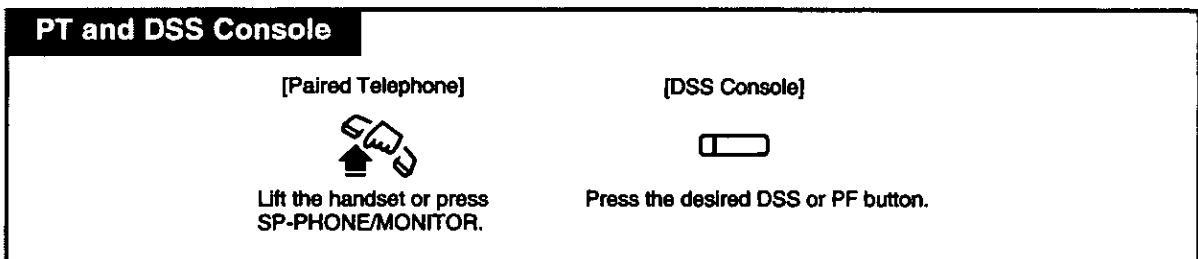 PT and DSS Console
[Paired Telephone]
[DSS Console]
Lift the handset or press
SP-PHONE/MONITOR.
Press the desired DSS or PF button.